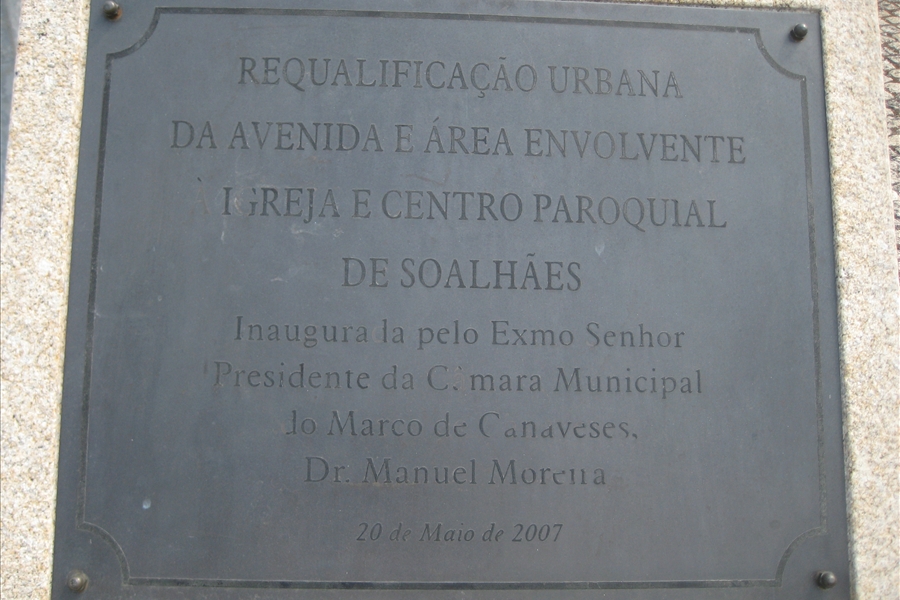 REQUALIFICAÇÃO URBANA
DA AVENIDA E ÁREA ENVOLVENTE
À IGREJA E CENTRO PAROQUIAL
DE SOALHÃES
Inaugurada pelo Exmo Senhor
Presidente da Câmara Municipal
do Marco de Canaveses,
Dr. Manuel Moreira
20 de Maio de 2007